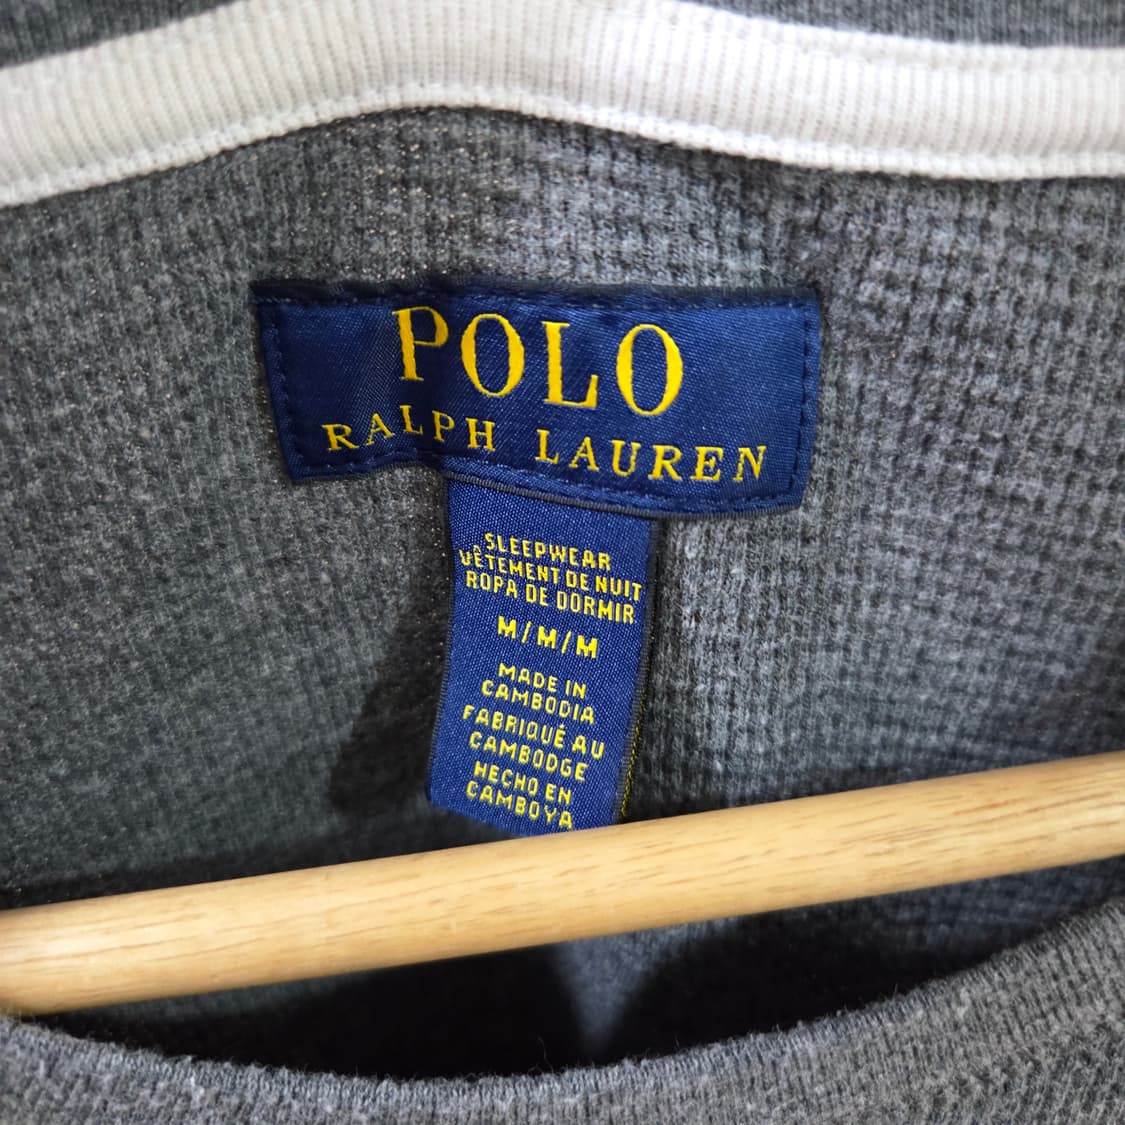 POLO
RALPH LAUREN
SLEEPWEAR
VÊTEMENT DE NUIT
ROPA DE DORMIR
M/M/M
MADE IN
CAMBODIA
FABRIQUÉ AU
CAMBODGE
HECHO EN
CAMBOYA